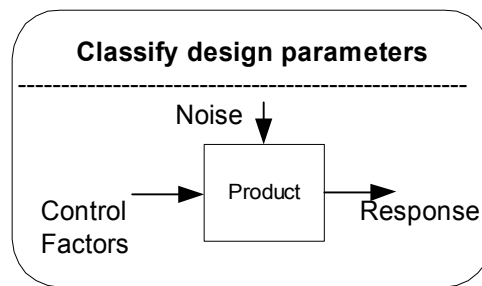 Classify design parameters
Noise
Product
Control
Factors
Response